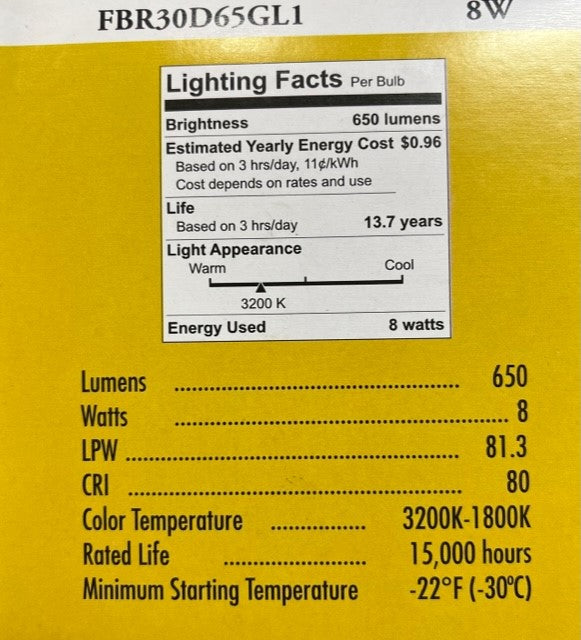 FBR30D65GL1 8W
Lighting Facts Per Bulb
Brightness 650 lumens
Estimated Yearly Energy Cost $0.96
Based on 3 hrs/day, 11¢/kWh
Cost depends on rates and use
Life
Based on 3 hrs/day 13.7 years
Light Appearance
Warm Cool
3200 K
Energy Used 8 watts
Lumens ........................................................ 650
Watts ................................................................ 8
LPW ................................................................ 81.3
CRI ................................................................ 80
Color Temperature ................ 3200K-1800K
Rated Life ........................ 15,000 hours
Minimum Starting Temperature -22°F (-30°C)